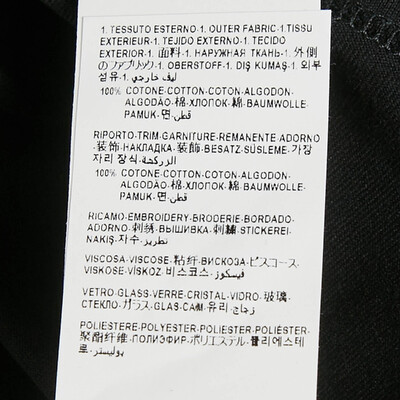 1. TESSUTO ESTERNO·1. OUTER FABRIC·1.TISSU
EXTERIEUR·1. TEJIDO EXTERNO·1. TECIDO
EXTERIOR·1. 面料·1. НАРУЖНАЯ ТКАНЬ·1. 外側
のファブリック·1. OBERSTOFF·1. DIŞ KUMAŞ·1. 외부
섬유·1. ليف خارجي
100% COTONE·COTTON·COTON·ALGODON·
ALGODÃO·棉·ХЛОПОК·綿·BAUMWOLLE·
PAMUK·면·قطن
RIPORTO·TRIM·GARNITURE·REMANENTE·ADORNO
·装饰·НАКЛАДКА·装飾·BESATZ·SÜSLEME·가장
자리 장식·الزركشة
100% COTONE·COTTON·COTON·ALGODON·
ALGODÃO·棉·ХЛОПОК·綿·BAUMWOLLE·
PAMUK·면·قطن
RICAMO·EMBROIDERY·BRODERIE·BORDADO·
ADORNO·刺绣·ВЫШИВКА·刺繍·STICKEREI·
NAKIŞ·자수·تطريز
VISCOSA·VISCOSE·粘纤·ВИСКОЗА·ビスコース·
VISKOSE·VİSKOZ·비스코스·فيسكوز
VETRO·GLASS·VERRE·CRISTAL·VIDRO·玻璃·
СТЕКЛО·ガラス·GLAS·CAM·유리·زجاج
POLIESTERE·POLYESTER·POLIESTER·POLIÉSTER·
聚酯纤维·ПОЛИЭФИР·ポリエステル·폴리에스테
르·بوليستر